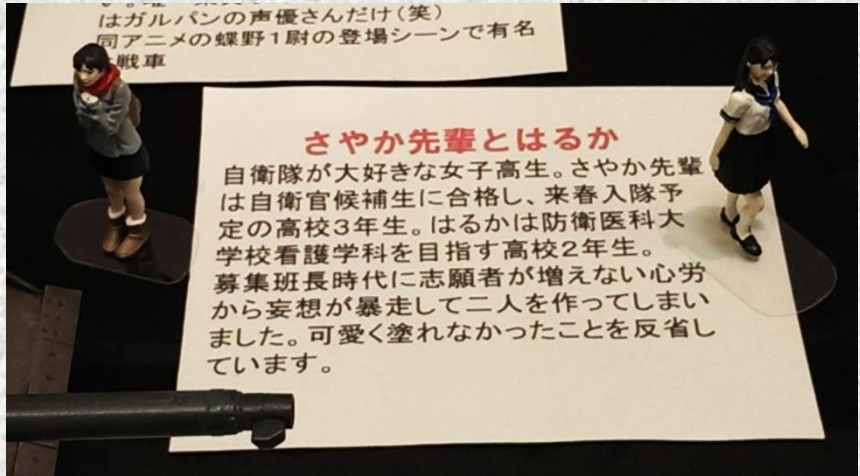 はガルパンの声優さんだけ(笑)
同アニメの蝶野1尉の登場シーンで有名
戦車
さやか先輩とはるか
自衛隊が大好きな女子高生。さやか先輩
は自衛官候補生に合格し、来春入隊予
定の高校3年生。はるかは防衛医科大
学校看護学科を目指す高校2年生。
募集班長時代に志願者が増えない心労
から妄想が暴走して二人を作ってしまい
ました。可愛く塗れなかったことを反省し
ています。